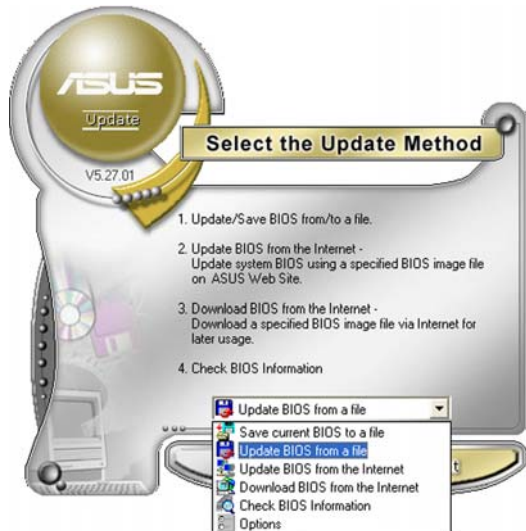 ASUS
Update
V5.27.01
Select the Update Method
1. Update/Save BIOS from/to a file.
2. Update BIOS from the Internet -
Update system BIOS using a specified BIOS image file
on ASUS Web Site.
3. Download BIOS from the Internet -
Download a specified BIOS image file via Internet for
later usage.
4. Check BIOS Information
Update BIOS from a file
Save current BIOS to a file
Update BIOS from a file
Update BIOS from the Internet
Download BIOS from the Internet
Check BIOS Information
Options